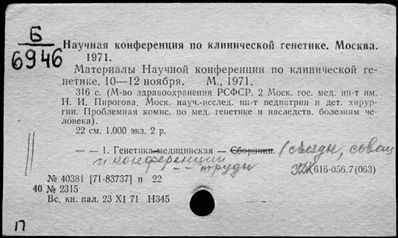 Б
6946
Научная конференция по клинической генетике. Москва.
1971.
Материалы Научной конференции по клинической ге-
нетике. 10—12 ноября. М., 1971.
316 с. (М-во здравоохранения РСФСР. 2 Моск. гос. мед. ин-т им.
Н. И. Пирогова, Моск. науч.-исслед. ин-т педиатрии и дет. хирур-
гии. Проблемная комис. по мед. генетике и наследств. болезням че-
ловека).
22 см. 1.000 экз. 2 р.
— — 1. Генетика медицинская — Сборники. (съезды, совещ
и конференции
— — труды
616-056.7(063)
№ 40381 [71-83737] п 22
40 № 2315
Вс. кн. пал. 23 XI 71 Н345
п